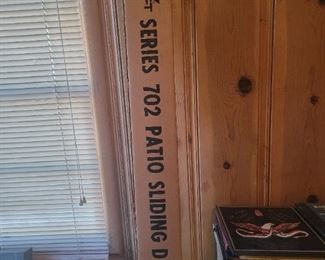 SERIES 702 PATIO SLIDING D